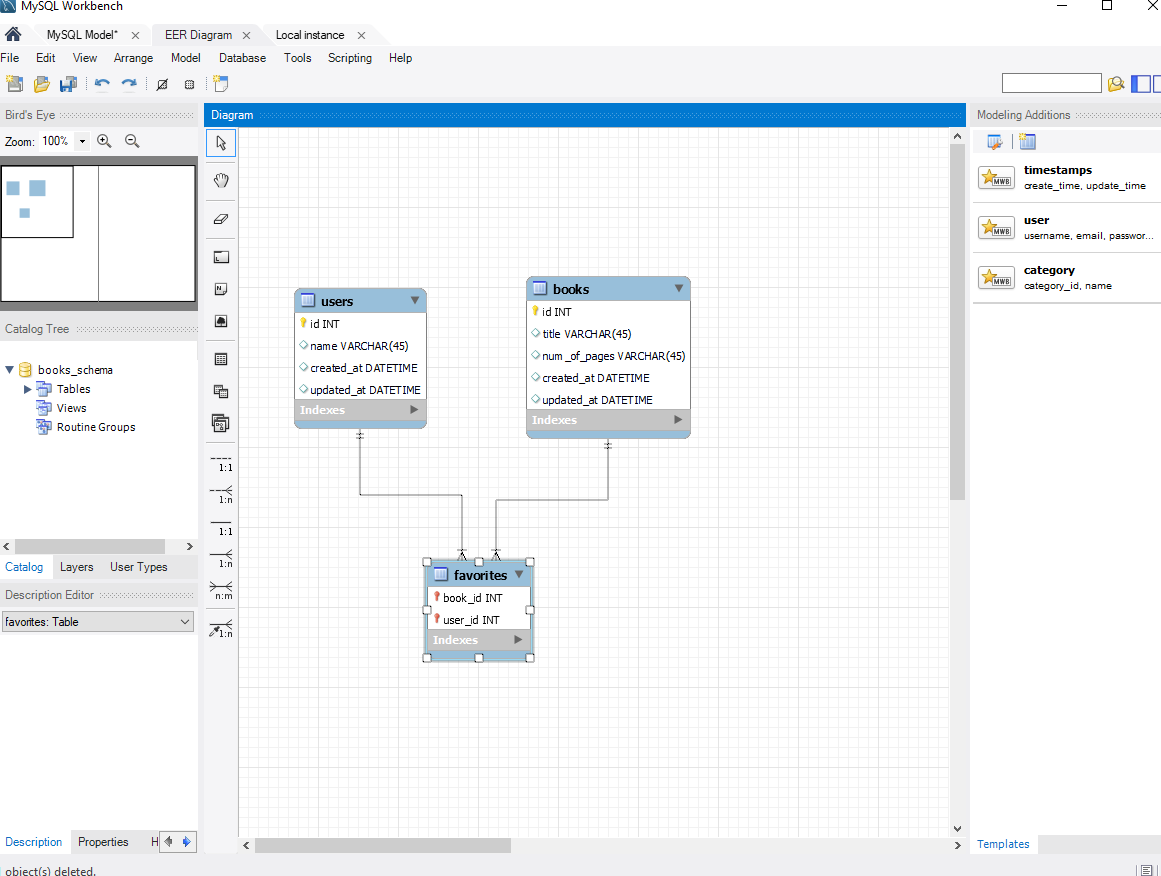 MySQL Workbench
MySQL Model*
EER Diagram
Local instance
File Edit View Arrange Model Database Tools Scripting Help
Bird's Eye
Zoom: 100%
Catalog Tree
books_schema
Tables
Views
Routine Groups
Catalog Layers User Types
Description Editor
favorites: Table
Description Properties H
object(s) deleted.
Diagram
1:1
1:n
1:1
1:n
n:m
1:n
users
id INT
name VARCHAR(45)
created_at DATETIME
updated_at DATETIME
Indexes
books
id INT
title VARCHAR(45)
num_of_pages VARCHAR(45)
created_at DATETIME
updated_at DATETIME
Indexes
favorites
book_id INT
user_id INT
Indexes
Modeling Additions
MWB
timestamps
create_time, update_time
MWB
user
username, email, passwor...
MWB
category
category_id, name
Templates